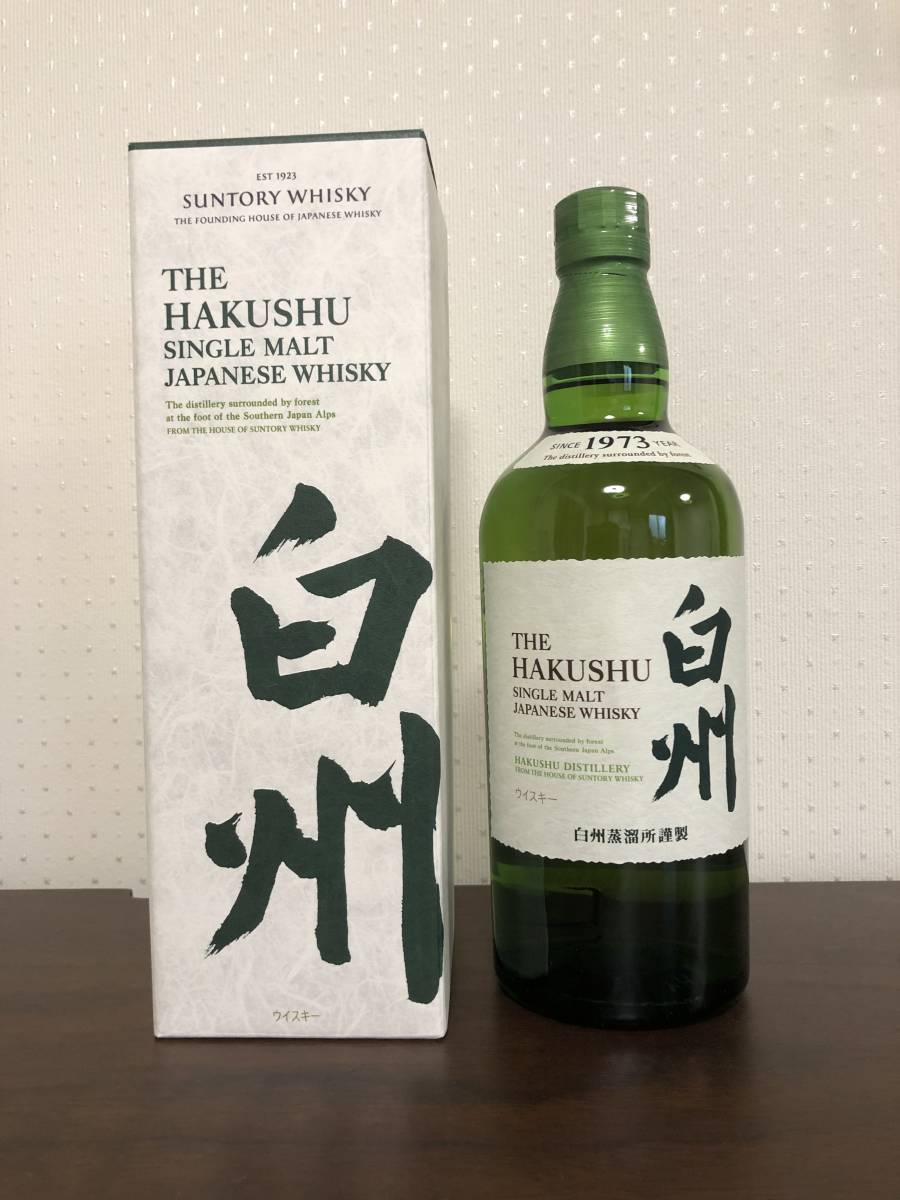 EST 1923
SUNTORY WHISKY
THE FOUNDING HOUSE OF JAPANESE WHISKY
THE
HAKUSHU
SINGLE MALT
JAPANESE WHISKY
The distillery surrounded by forest
at the foot of the Southern Japan Alps
FROM THE HOUSE OF SUNTORY WHISKY
白州
ウイスキー
SINCE 1973 YEAR
The distillery surrounded by forest
THE
HAKUSHU
SINGLE MALT
JAPANESE WHISKY
The distillery surrounded by forest
at the foot of the Southern Japan Alps
HAKUSHU DISTILLERY
FROM THE HOUSE OF SUNTORY WHISKY
ウイスキー
白州
白州蒸溜所謹製